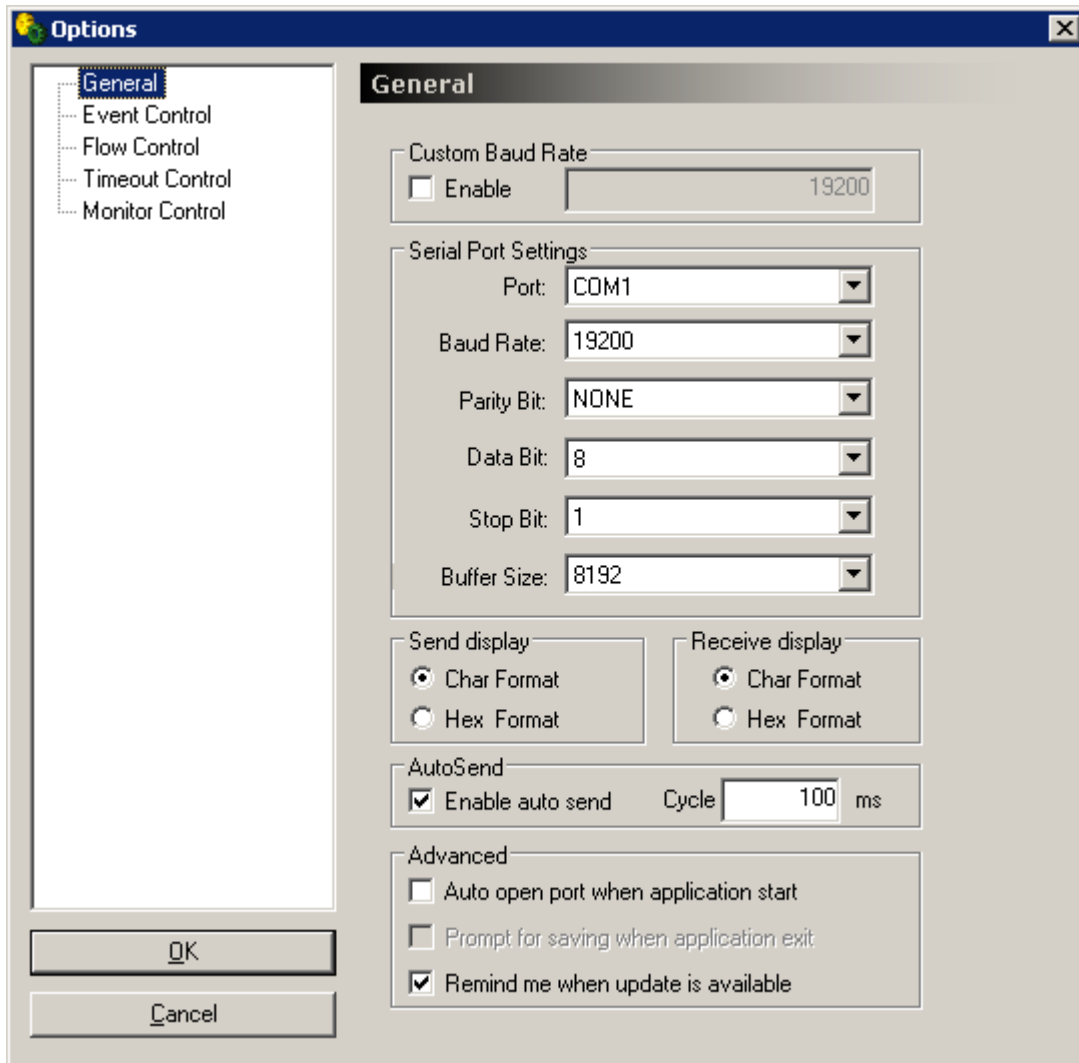 Options
General
Event Control
Flow Control
Timeout Control
Monitor Control
OK
Cancel
General
Custom Baud Rate
Enable 19200
Serial Port Settings
Port: COM1
Baud Rate: 19200
Parity Bit: NONE
Data Bit: 8
Stop Bit: 1
Buffer Size: 8192
Send display
Char Format
Hex Format
Receive display
Char Format
Hex Format
AutoSend
Enable auto send Cycle 100 ms
Advanced
Auto open port when application start
Prompt for saving when application exit
Remind me when update is available